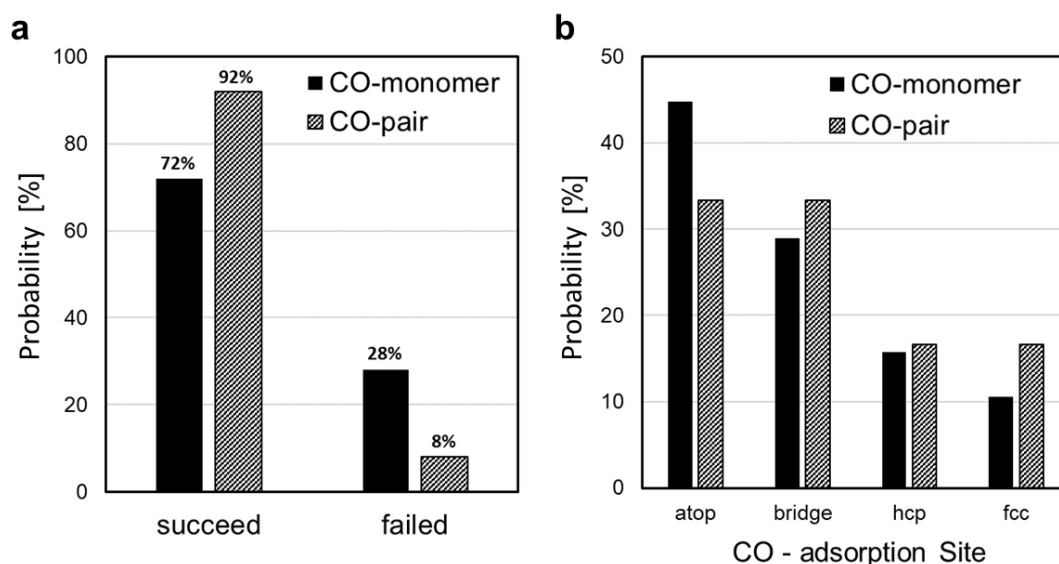 a
Probability [%]
100
80
60
40
20
0
CO-monomer
CO-pair
92%
72%
28%
8%
succeed
failed
b
Probability [%]
50
40
30
20
10
0
CO-monomer
CO-pair
atop
bridge
hcp
fcc
CO - adsorption Site